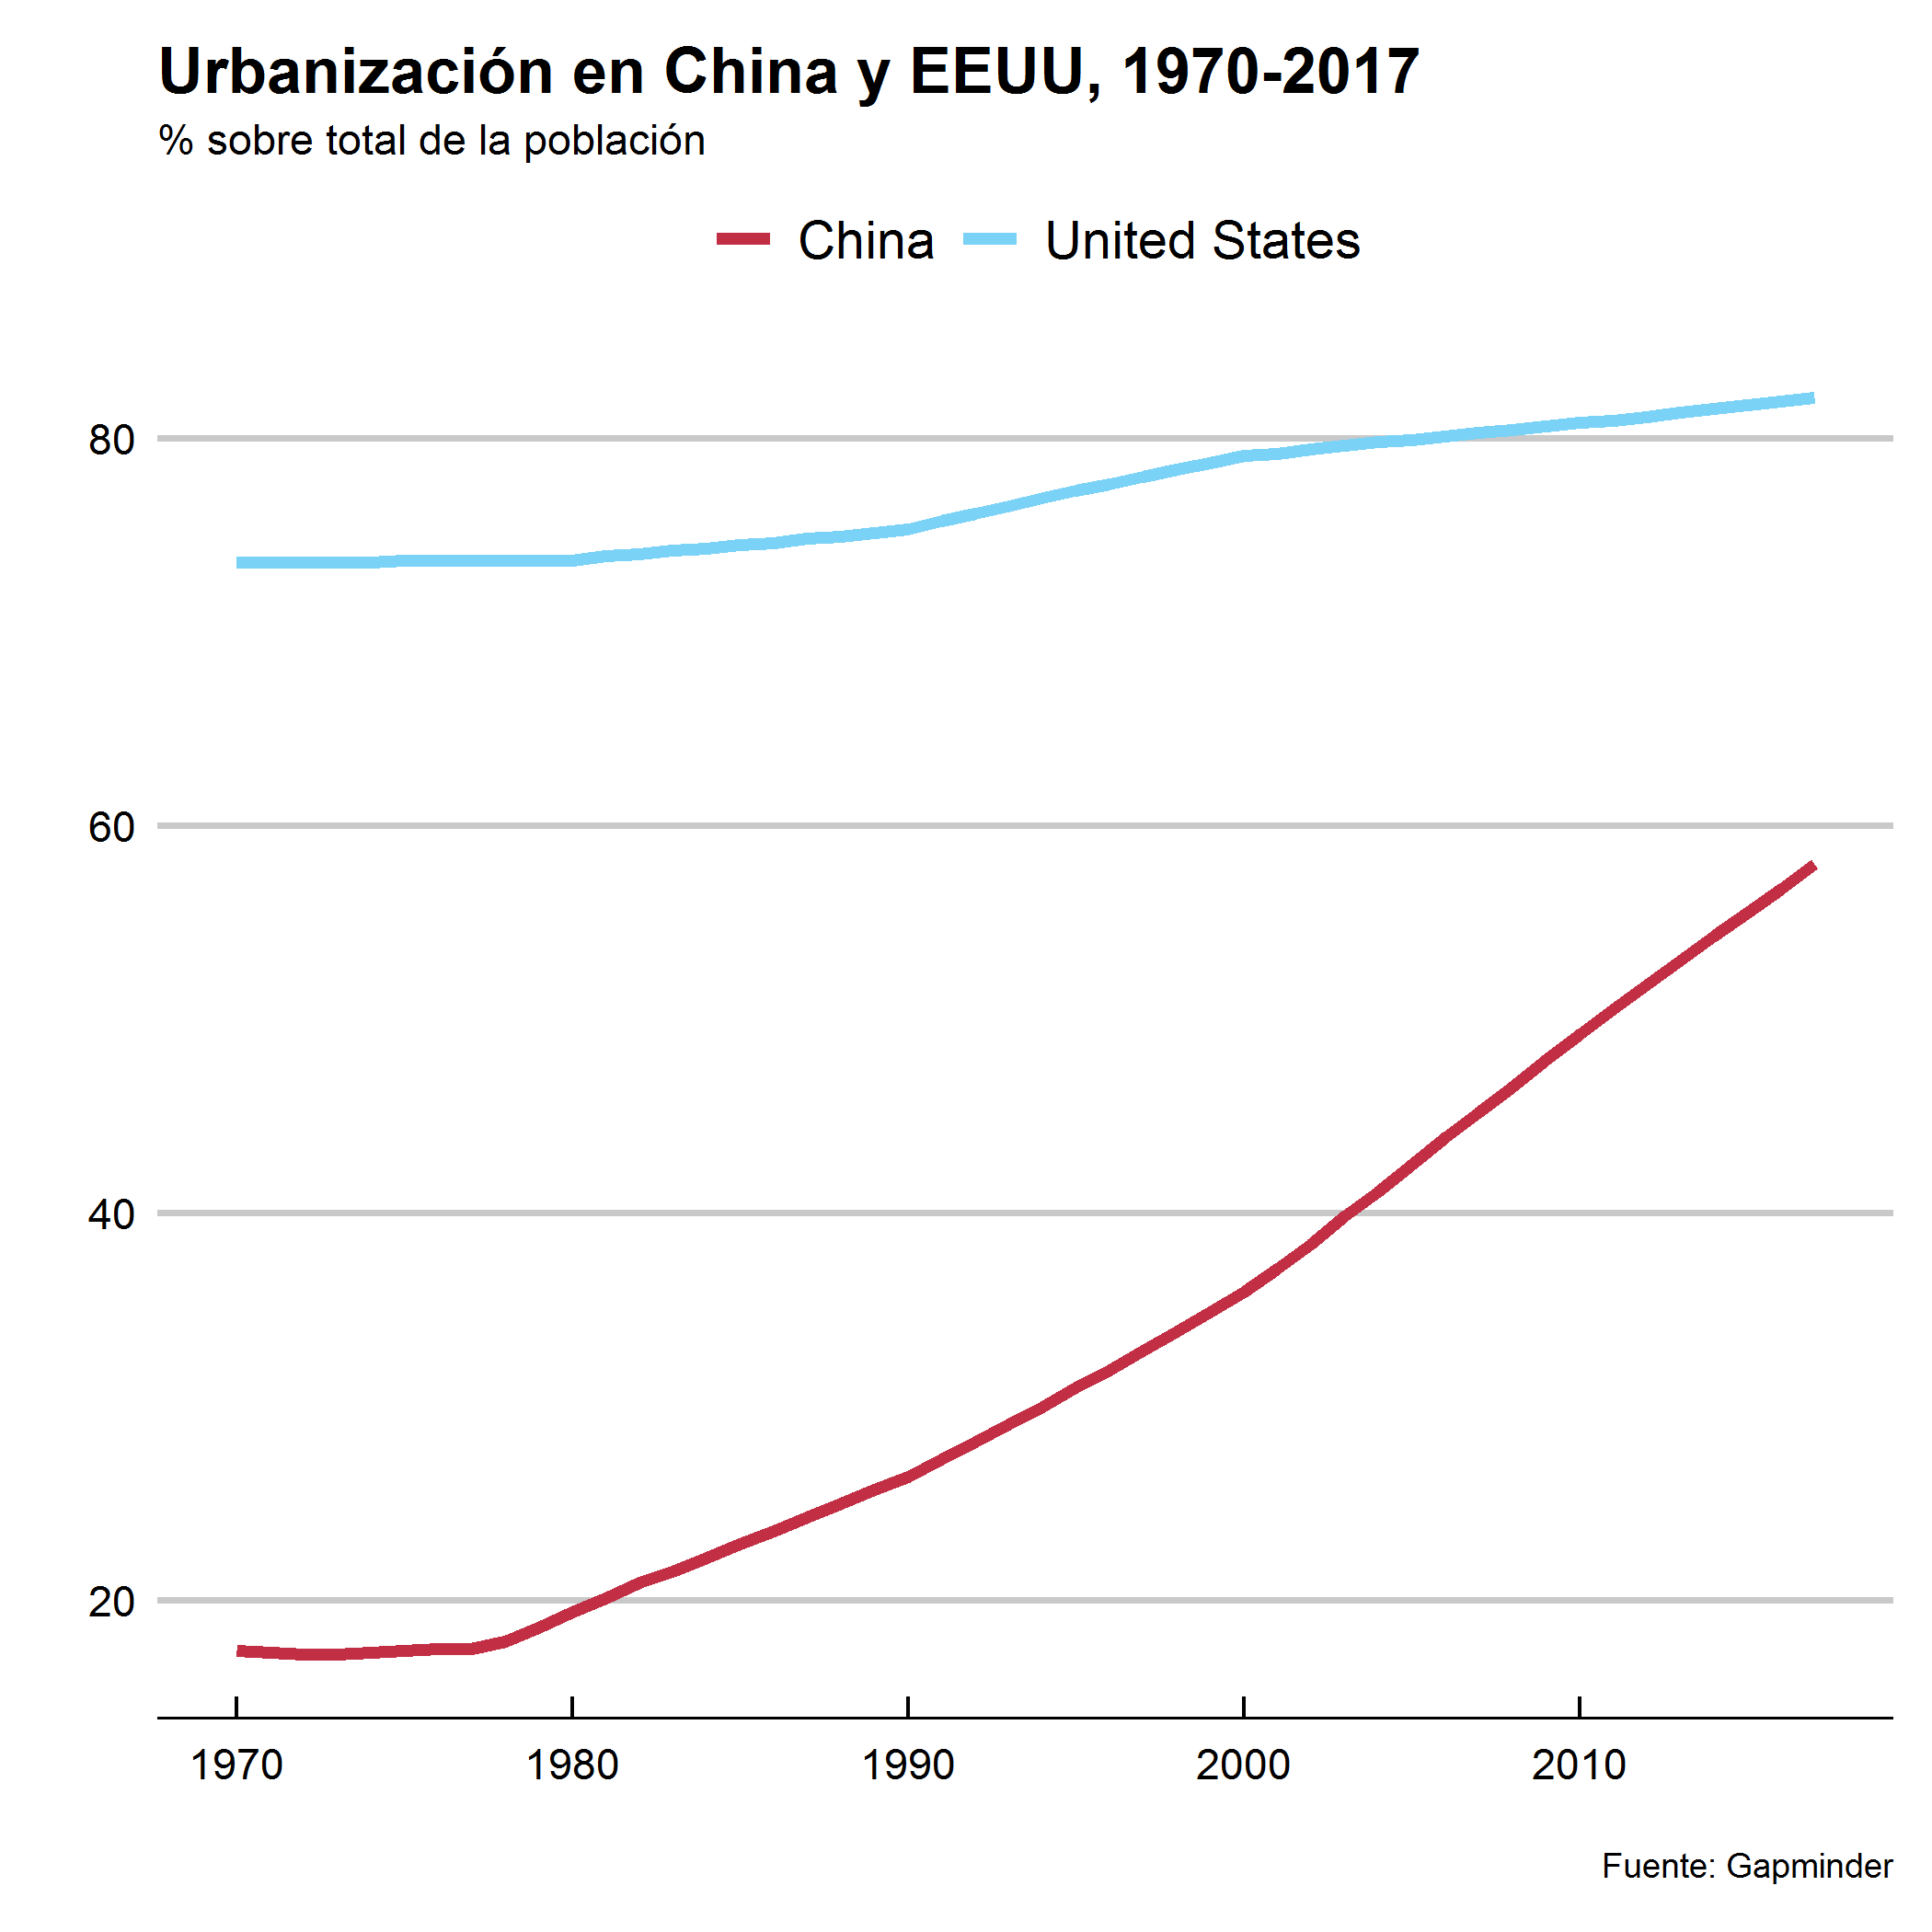 Urbanización en China y EEUU, 1970-2017
% sobre total de la población
China United States
80
60
40
20
1970 1980 1990 2000 2010
Fuente: Gapminder